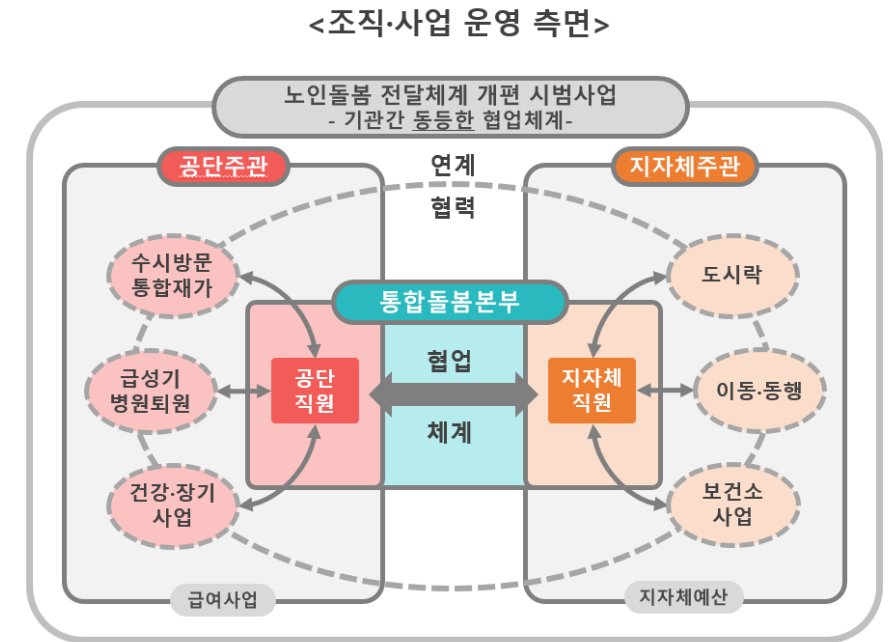 <조직·사업 운영 측면>
노인돌봄 전달체계 개편 시범사업
- 기관간 동등한 협업체계-
공단주관
연계
협력
지자체주관
수시방문
통합재가
급성기
병원퇴원
건강·장기
사업
통합돌봄본부
공단
직원
협업
체계
지자체
직원
도시락
이동·동행
보건소
사업
급여사업
지자체예산